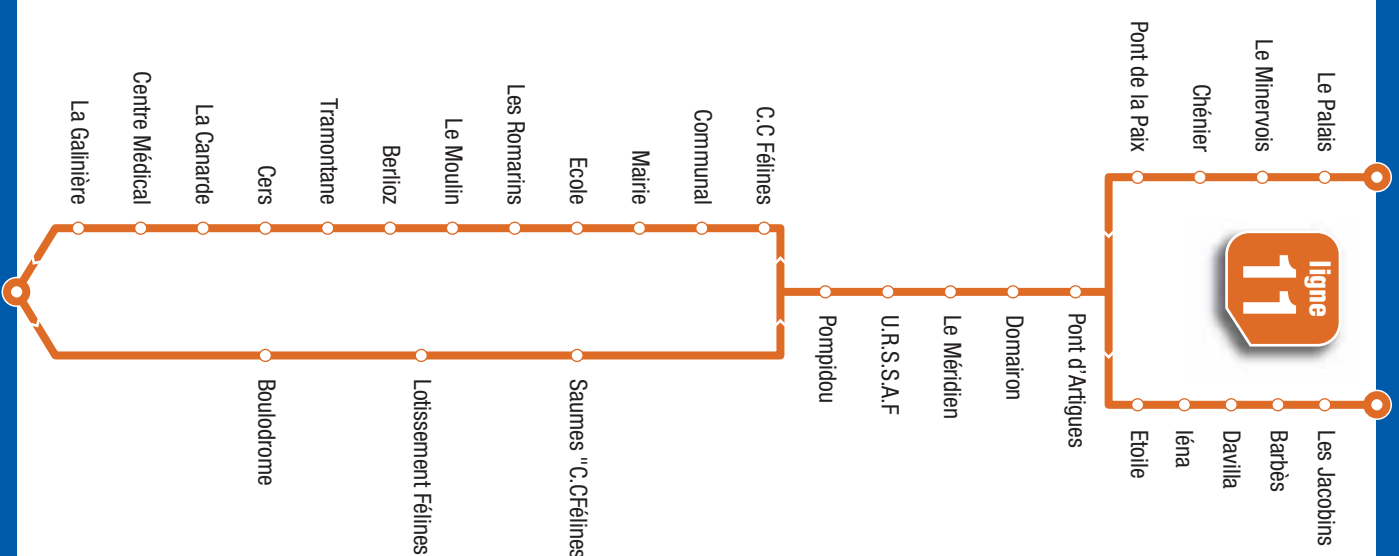 Le Palais
Le Minervois
Chénier
Pont de la Paix
ligne
11
Les Jacobins
Barbès
Davilla
Iéna
Etoile
Pont d'Artigues
Domairon
Le Méridien
U.R.S.S.A.F
Pompidou
C.C Félines
Communal
Mairie
Ecole
Les Romarins
Le Moulin
Berlioz
Tramontane
Cers
La Canarde
Centre Médical
La Galinière
Saumes "C.CFélines
Lotissement Félines
Boulodrome